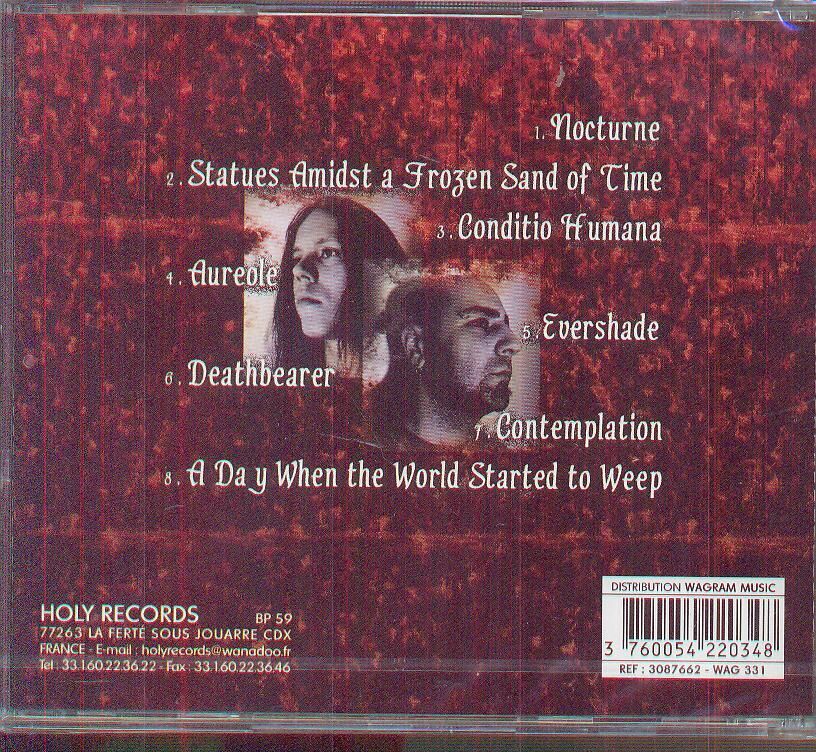 1. Nocturne
2. Statues Amidst a Frozen Sand of Time
3. Conditio Humana
4. Aureole
5. Evershade
6. Deathbearer
7. Contemplation
8. A Day When the World Started to Weep
HOLY RECORDS BP 59
77263 LA FERTÉ SOUS JOUARRE CDX
FRANCE - E-mail : holyrecords@wanadoo.fr
Tel : 33.1.60.22.36.22 - Fax : 33.1.60.22.36.46
DISTRIBUTION WAGRAM MUSIC
3 760054 220348
REF : 3087662 - WAG 331